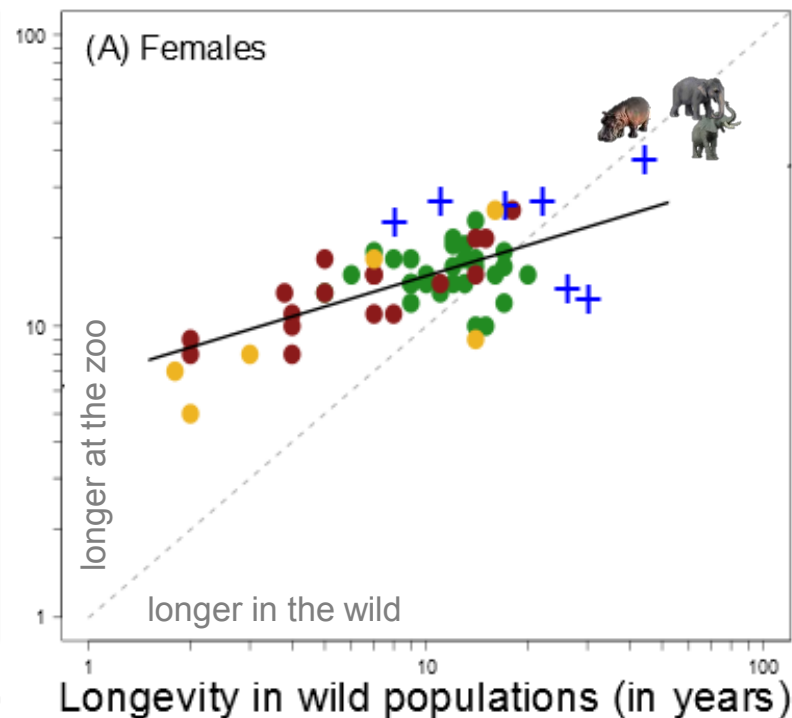 100
(A) Females
10
longer at the zoo
longer in the wild
1
1
10
100
Longevity in wild populations (in years)